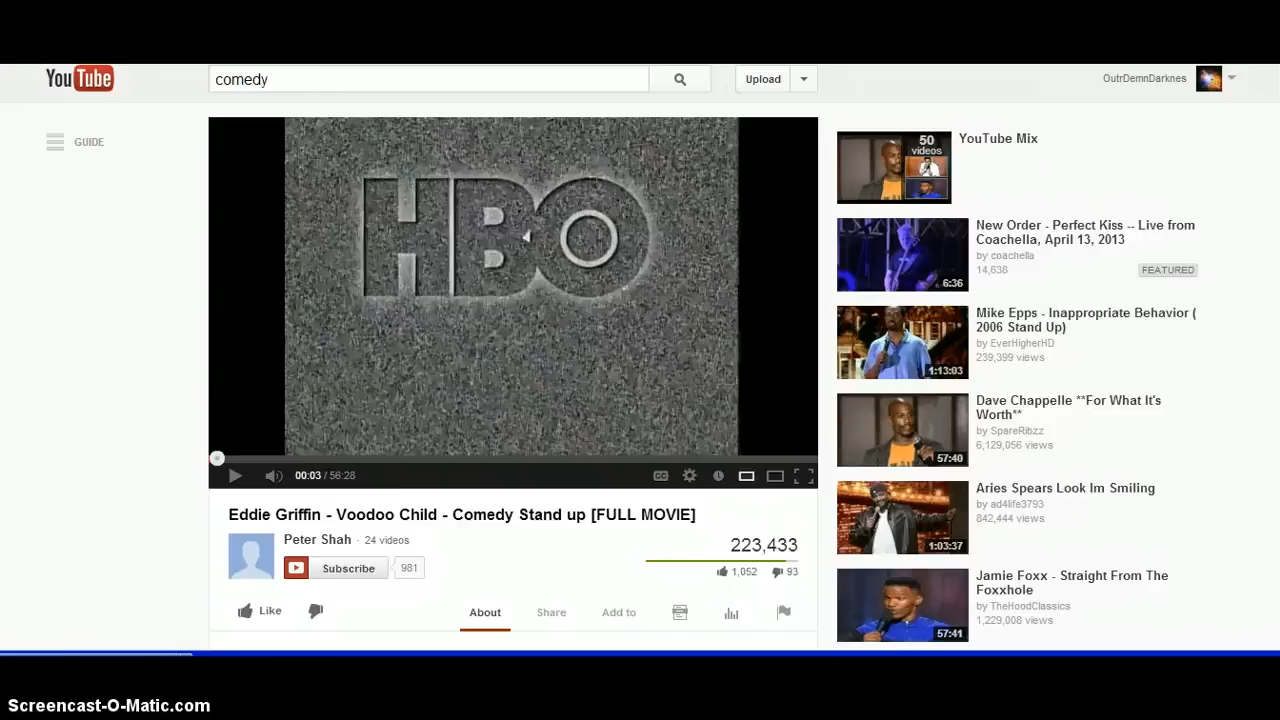 YouTube
comedy
Upload
OutrDemnDarknes
GUIDE
HBO
00:03 / 56:28
CC
Eddie Griffin - Voodoo Child - Comedy Stand up [FULL MOVIE]
Peter Shah · 24 videos
Subscribe 981
223,433
1,052 93
Like
About Share Add to
50
videos
YouTube Mix
6:36
New Order - Perfect Kiss -- Live from
Coachella, April 13, 2013
by coachella
14,638
FEATURED
1:13:03
Mike Epps - Inappropriate Behavior (
2006 Stand Up)
by EverHigherHD
239,399 views
57:40
Dave Chappelle **For What It's
Worth**
by SpareRibzz
6,129,056 views
1:03:37
Aries Spears Look Im Smiling
by ad4life3793
842,444 views
57:41
Jamie Foxx - Straight From The
Foxxhole
by TheHoodClassics
1,229,008 views
Screencast-O-Matic.com